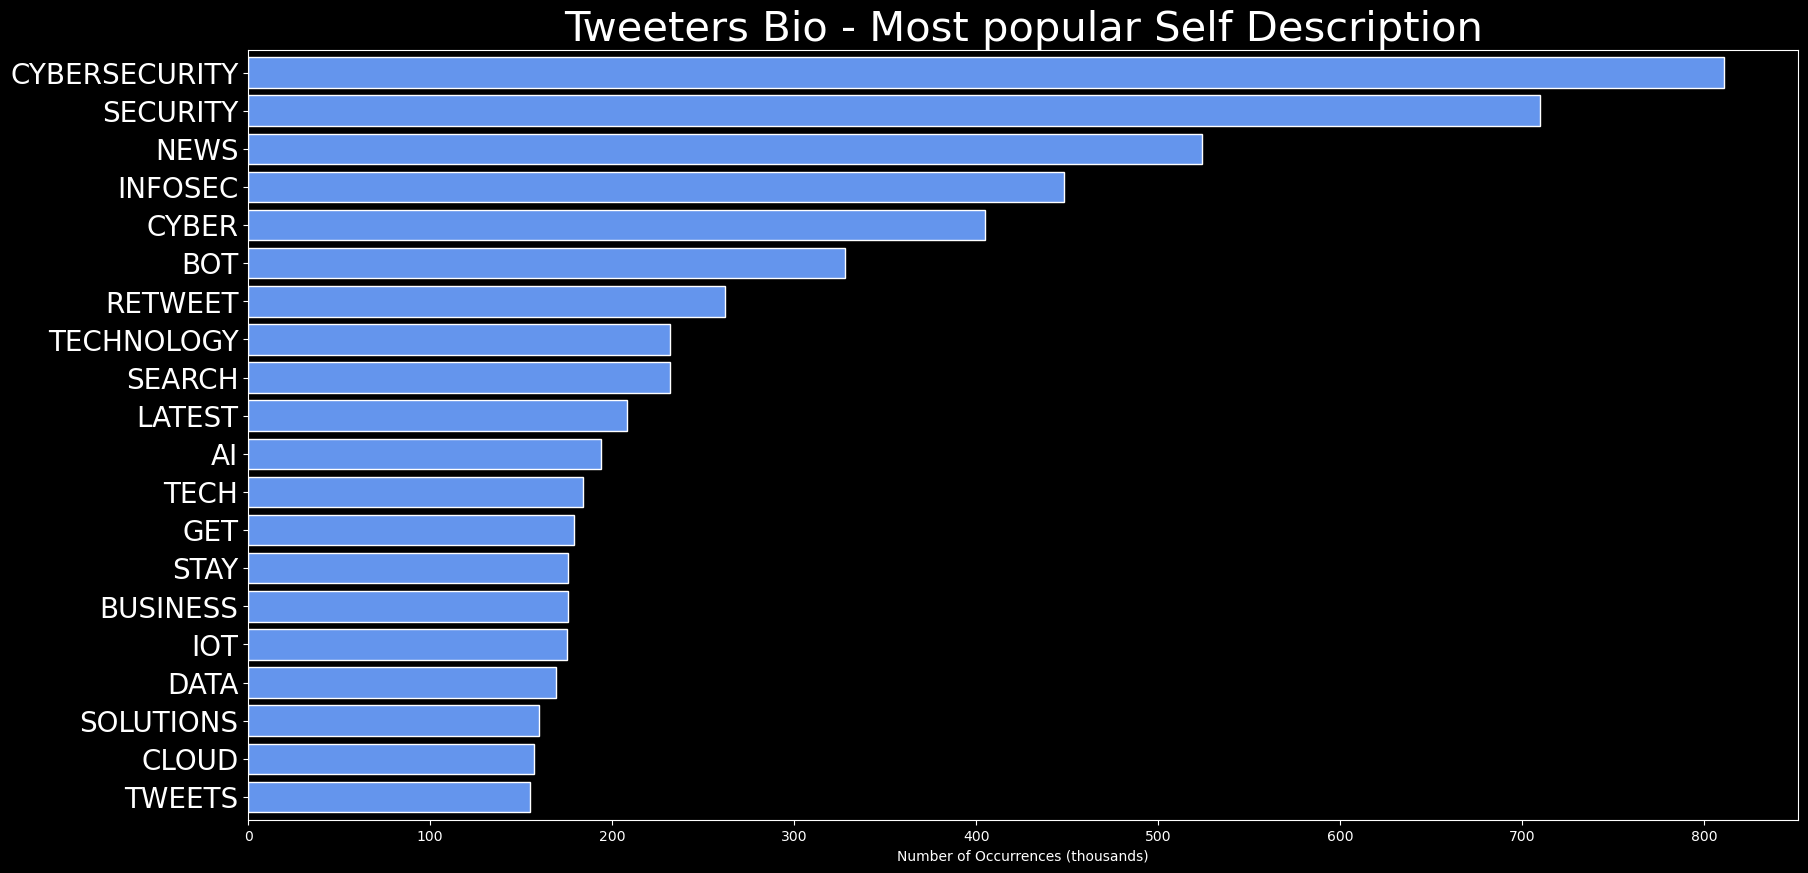 Tweeters Bio - Most popular Self Description
CYBERSECURITY
SECURITY
NEWS
INFOSEC
CYBER
BOT
RETWEET
TECHNOLOGY
SEARCH
LATEST
AI
TECH
GET
STAY
BUSINESS
IOT
DATA
SOLUTIONS
CLOUD
TWEETS
0 100 200 300 400 500 600 700 800
Number of Occurrences (thousands)